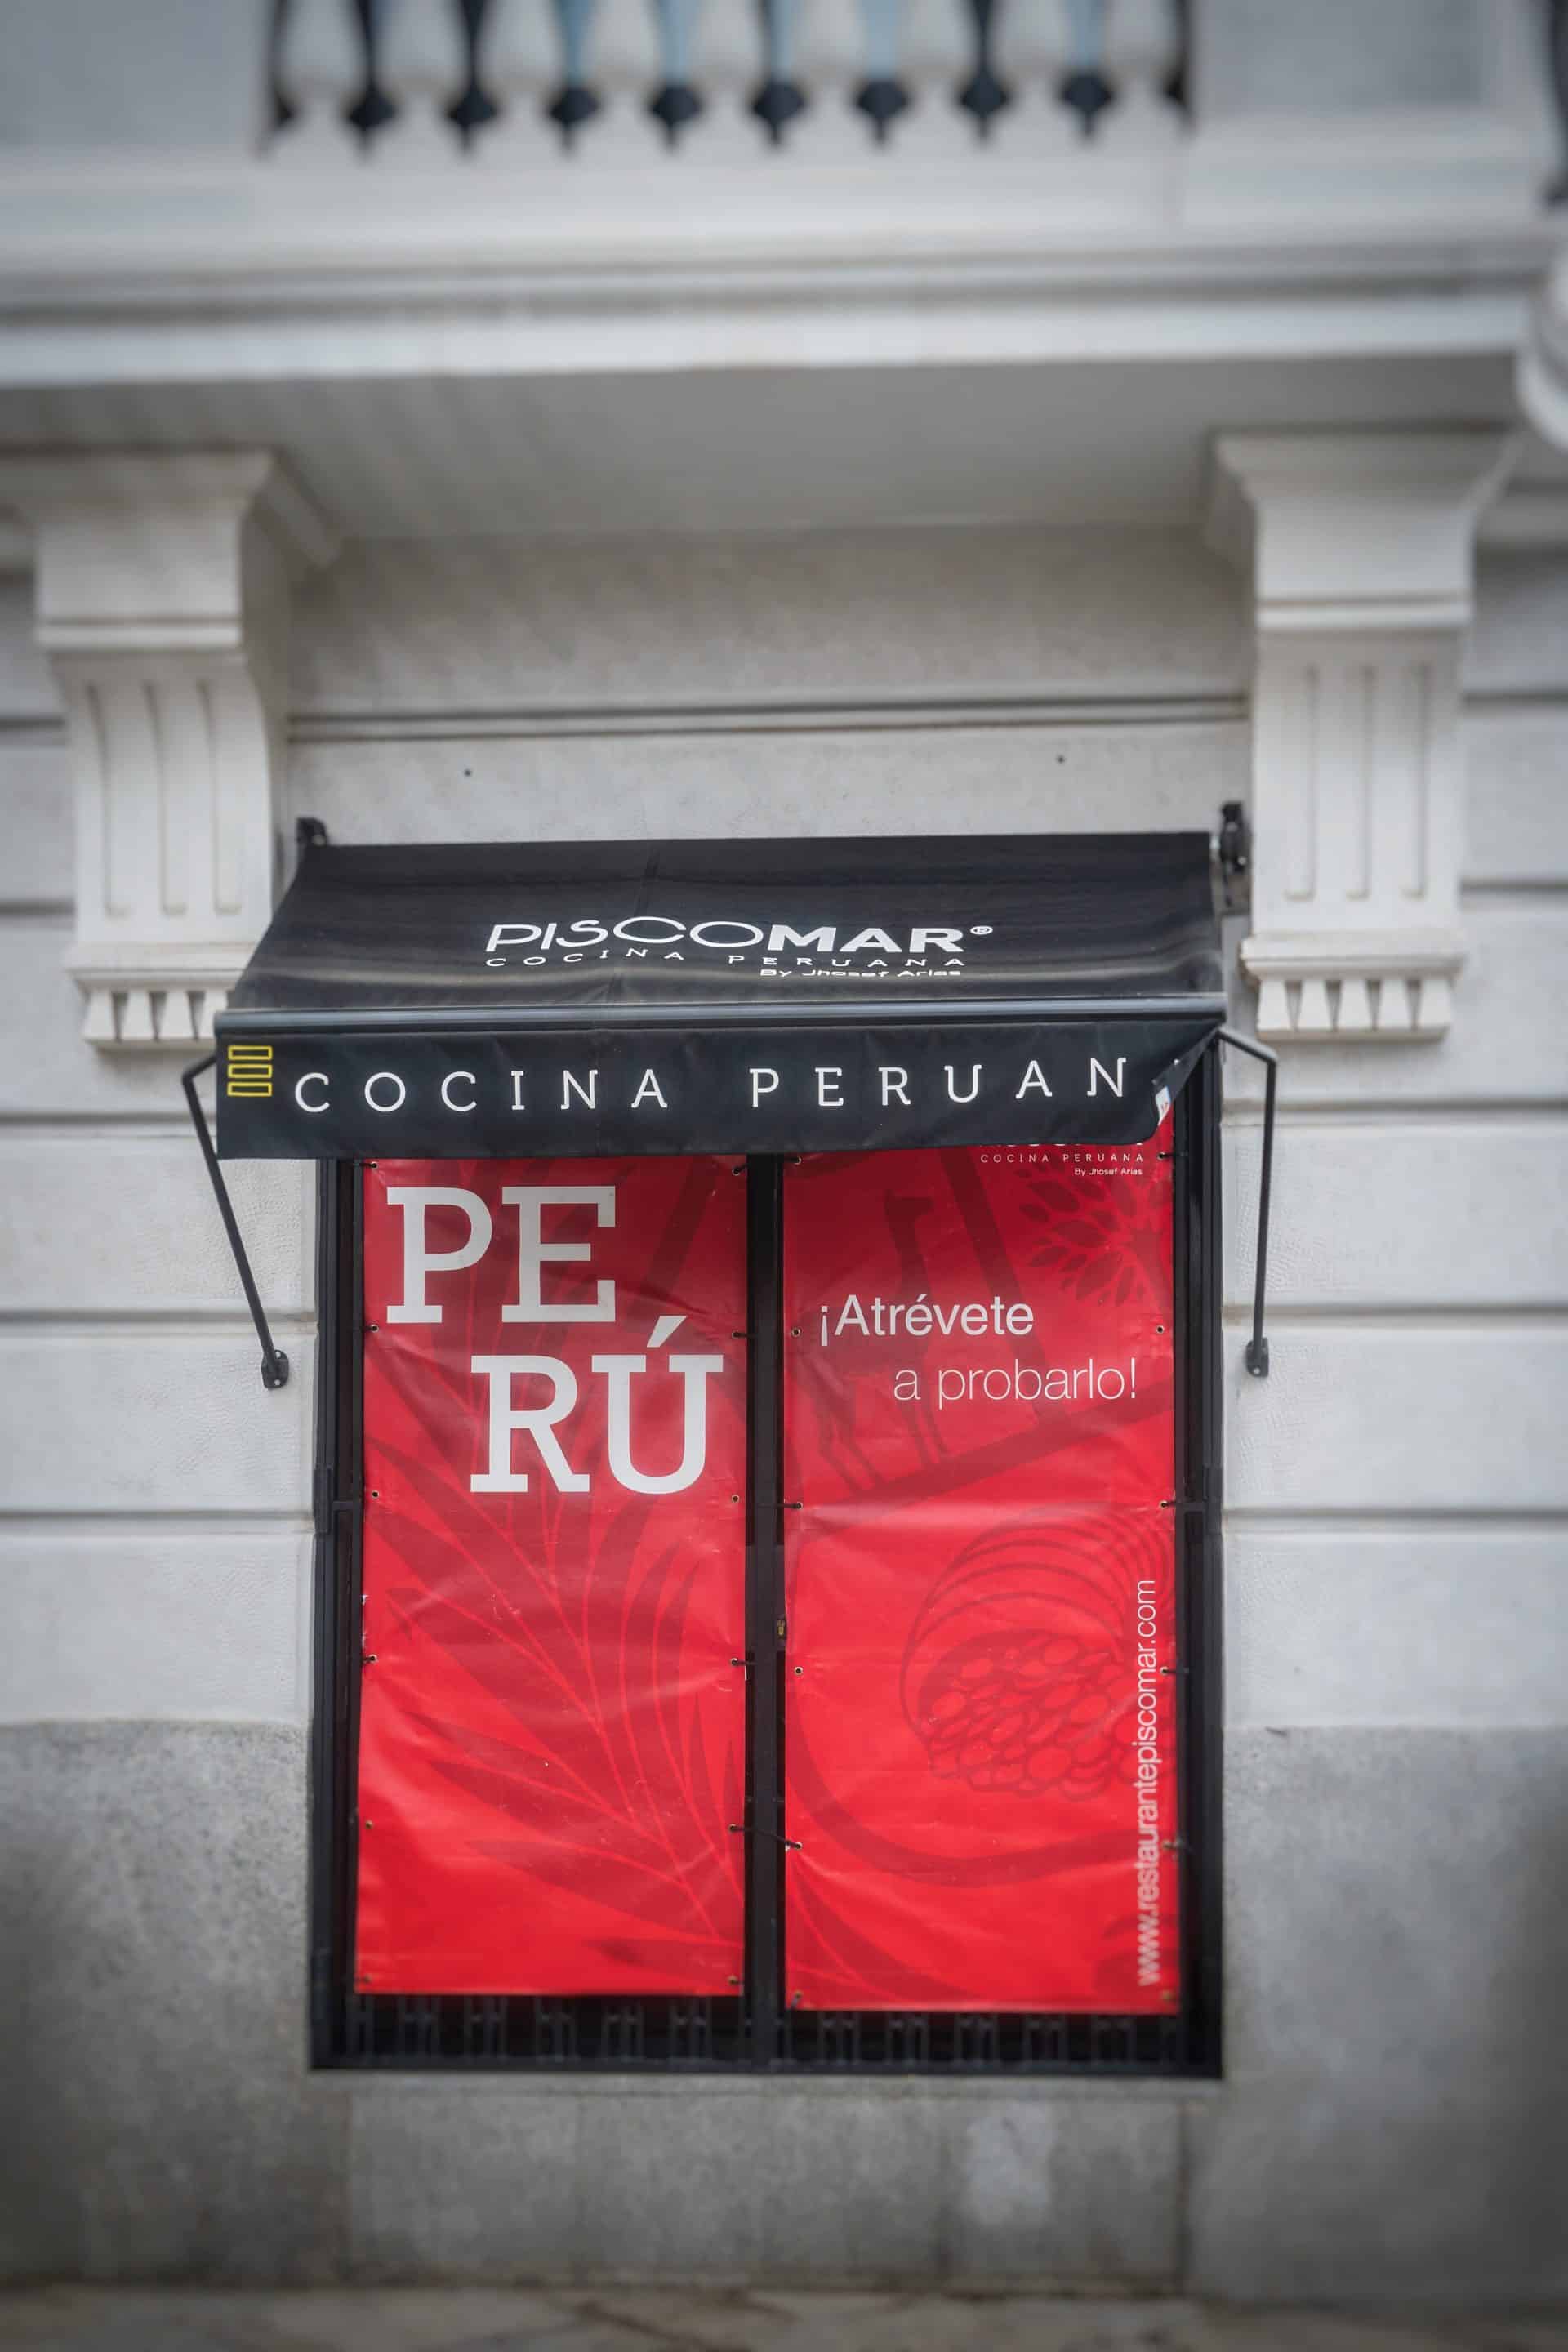 PISCOMAR®
COCINA PERUANA
By Jhosef Arias
COCINA PERUAN
PE
RÚ
COCINA PERUANA
By Jhosef Arias
¡Atrévete
a probarlo!
www.restaurantepiscomar.com